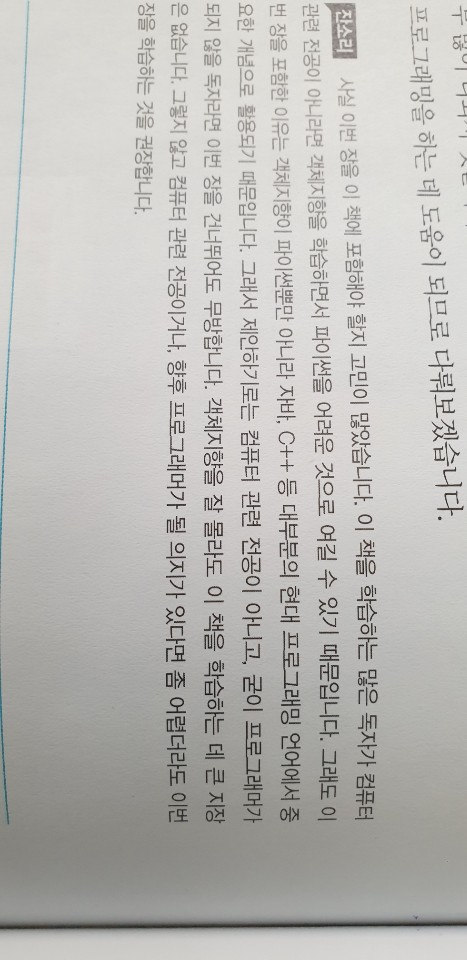 프로그래밍을 하는 데 도움이 되므로 다뤄보겠습니다.
잔소리 사실 이번 장을 이 책에 포함해야 할지 고민이 많았습니다. 이 책을 학습하는 많은 독자가 컴퓨터
관련 전공이 아니라면 객체지향을 학습하면서 파이썬을 어려운 것으로 여길 수 있기 때문입니다. 그래도 이
번 장을 포함한 이유는 객체지향이 파이썬뿐만 아니라 자바, C++ 등 대부분의 현대 프로그래밍 언어에서 중
요한 개념으로 활용되기 때문입니다. 그래서 제안하기로는 컴퓨터 관련 전공이 아니고, 굳이 프로그래머가
되지 않을 독자라면 이번 장을 건너뛰어도 무방합니다. 객체지향을 잘 몰라도 이 책을 학습하는 데 큰 지장
은 없습니다. 그렇지 않고 컴퓨터 관련 전공이거나, 향후 프로그래머가 될 의지가 있다면 좀 어렵더라도 이번
장을 학습하는 것을 권장합니다.